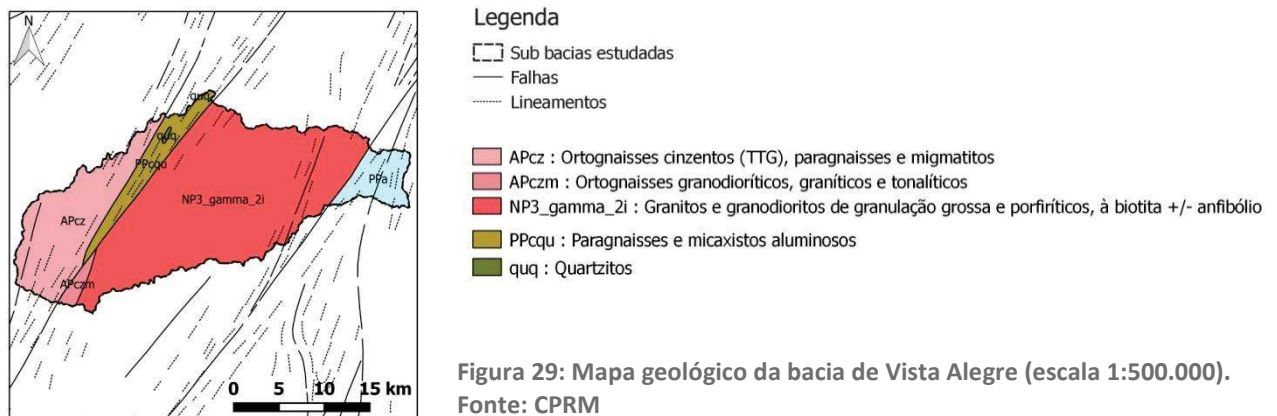 N
quq
quq
PPcqu
PPa
NP3_gamma_2i
APcz
APczm
0 5 10 15 km
Legenda
Sub bacias estudadas
Falhas
Lineamentos
APcz : Ortognaisses cinzentos (TTG), paragnaisses e migmatitos
APczm : Ortognaisses granodioríticos, graníticos e tonalíticos
NP3_gamma_2i : Granitos e granodioritos de granulação grossa e porfiríticos, à biotita +/- anfibólio
PPcqu : Paragnaisses e micaxistos aluminosos
quq : Quartzitos
Figura 29: Mapa geológico da bacia de Vista Alegre (escala 1:500.000).
Fonte: CPRM